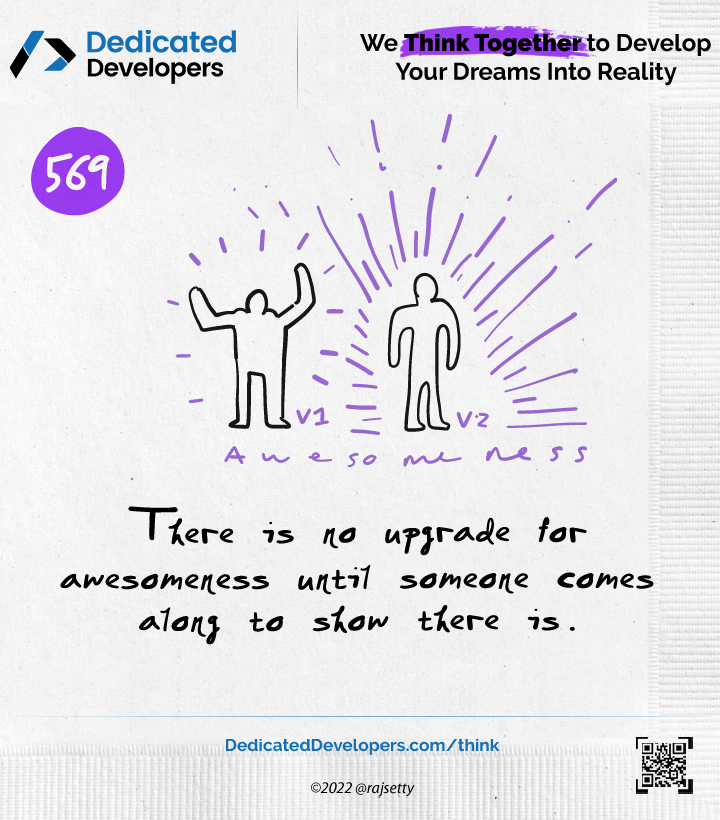 Dedicated
Developers
We Think Together to Develop
Your Dreams Into Reality
569
V1
V2
Awesomeness
There is no upgrade for
awesomeness until someone comes
along to show there is.
DedicatedDevelopers.com/think
©2022 @rajsetty